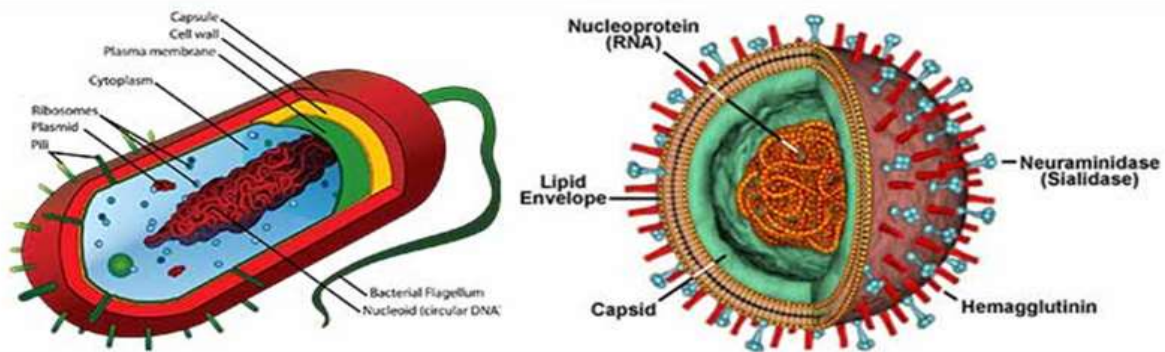 Capsule
Cell wall
Plasma membrane
Cytoplasm
Ribosomes
Plasmid
Pili
Bacterial Flagellum
Nucleoid (circular DNA)
Nucleoprotein
(RNA)
Lipid
Envelope
Neuraminidase
(Sialidase)
Capsid
Hemagglutinin